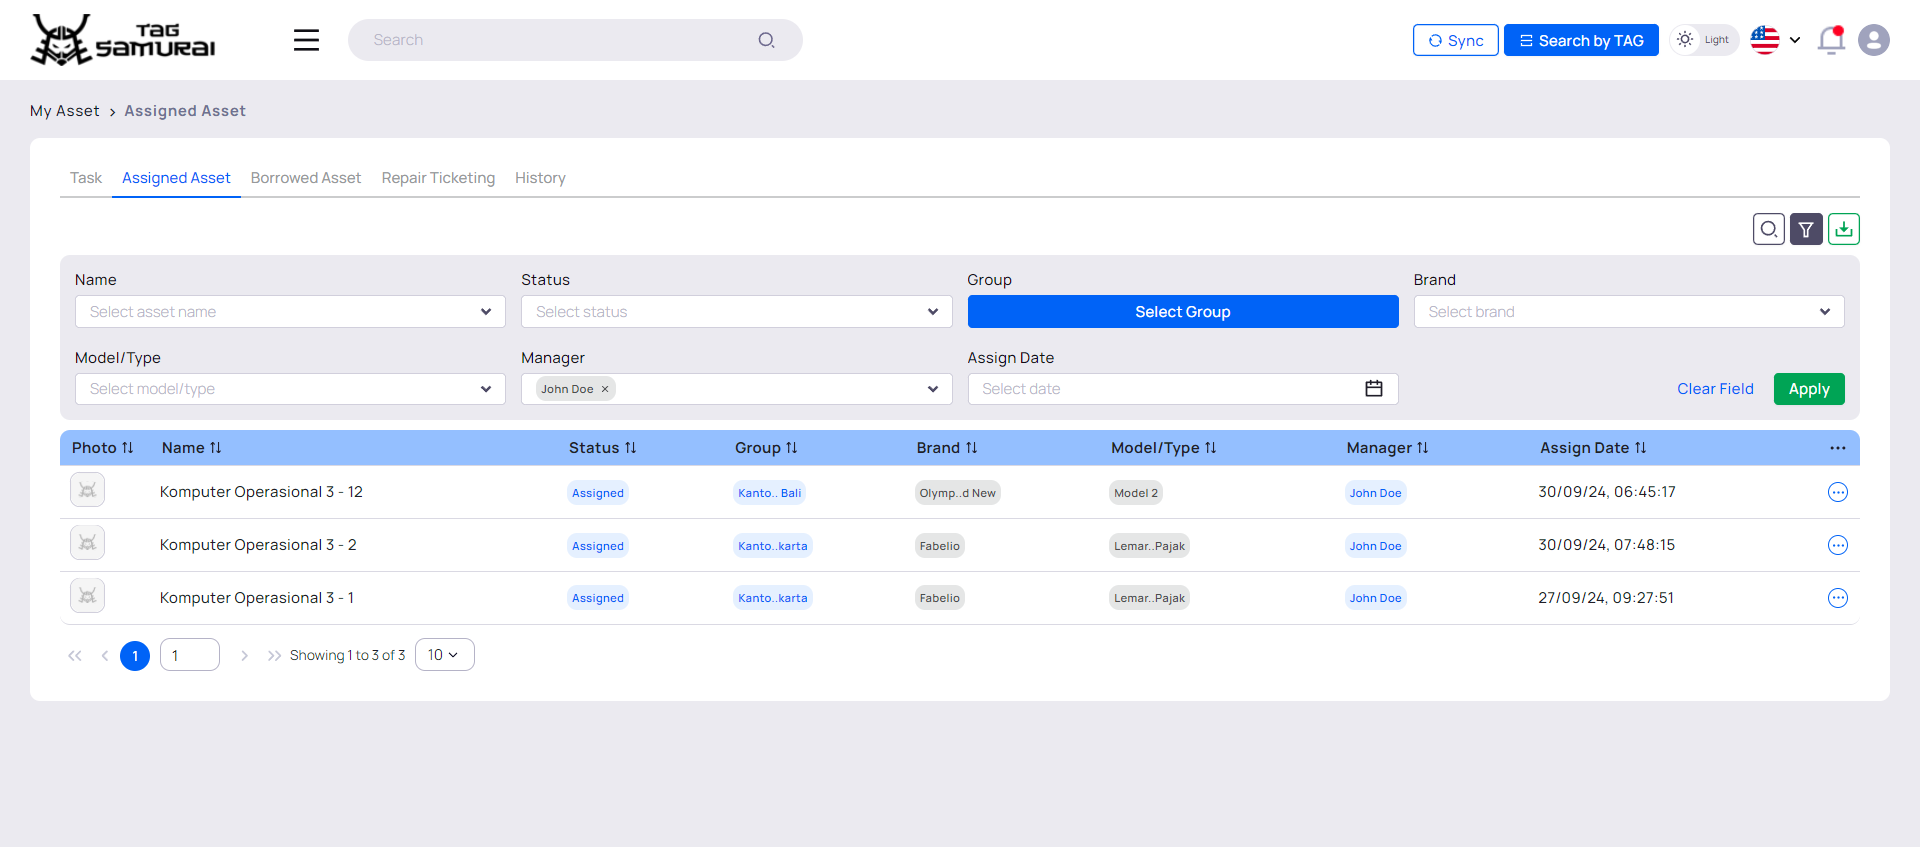 TAG
SAMURAI
Search
Sync
Search by TAG
Light
My Asset > Assigned Asset
Task Assigned Asset Borrowed Asset Repair Ticketing History
Name Status Group Brand
Select asset name Select status Select Group Select brand
Model/Type Manager Assign Date
Select model/type John Doe × Select date Clear Field Apply
Photo Name Status Group Brand Model/Type Manager Assign Date ...
Komputer Operasional 3 - 12 Assigned Kanto.. Bali Olymp..d New Model 2 John Doe 30/09/24, 06:45:17
Komputer Operasional 3 - 2 Assigned Kanto..karta Fabelio Lemar..Pajak John Doe 30/09/24, 07:48:15
Komputer Operasional 3 - 1 Assigned Kanto..karta Fabelio Lemar..Pajak John Doe 27/09/24, 09:27:51
1 1 Showing 1 to 3 of 3 10